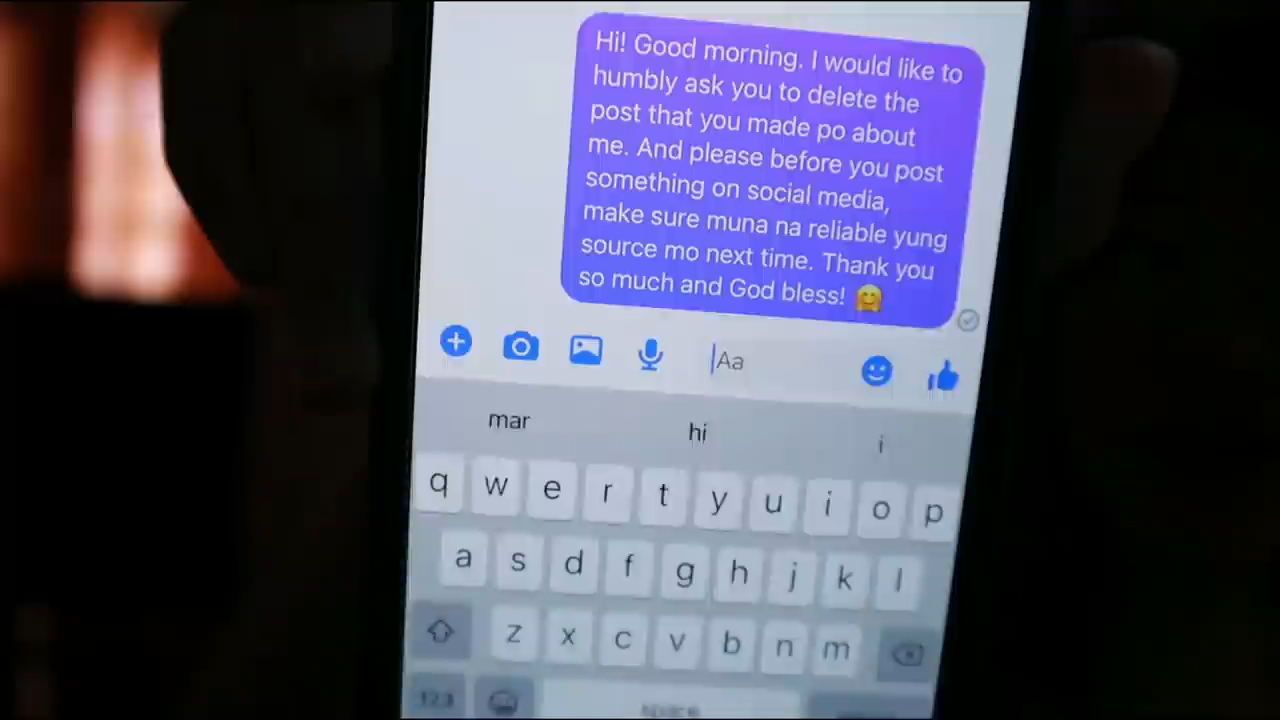 Hi! Good morning. I would like to
humbly ask you to delete the
post that you made po about
me. And please before you post
something on social media,
make sure muna na reliable yung
source mo next time. Thank you
so much and God bless! 🤗
Aa
mar hi i
q w e r t y u i o p
a s d f g h j k l
z x c v b n m
123 space